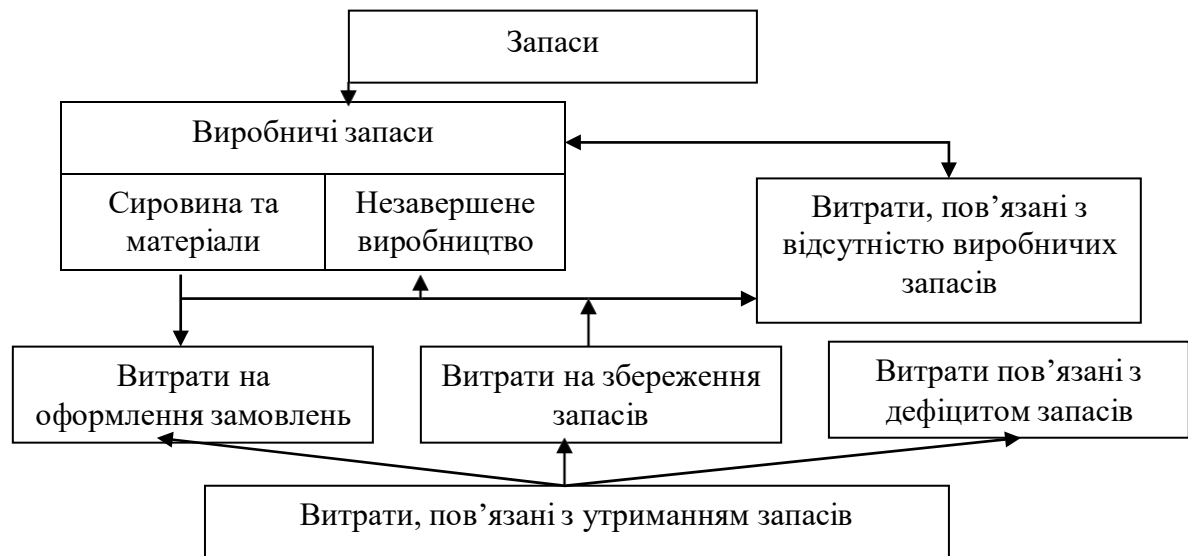 Запаси
Виробничі запаси
Сировина та
матеріали
Незавершене
виробництво
Витрати, пов’язані з
відсутністю виробничих
запасів
Витрати на
оформлення замовлень
Витрати на збереження
запасів
Витрати пов’язані з
дефіцитом запасів
Витрати, пов’язані з утриманням запасів